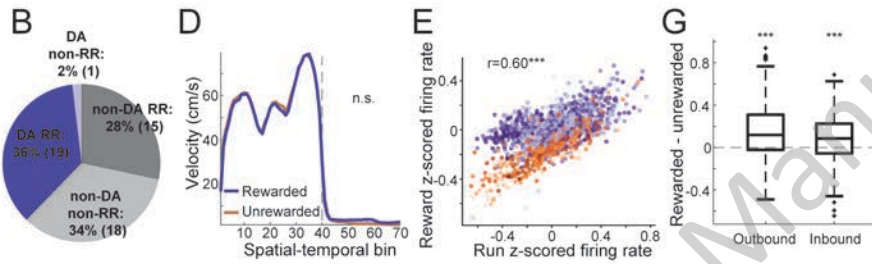 B
DA
non-RR:
2% (1)
non-DA RR:
28% (15)
DA RR:
36% (19)
non-DA
non-RR:
34% (18)
D
Velocity (cm/s)
60
40
20
n.s.
Rewarded
Unrewarded
10 20 30 40 50 60 70
Spatial-temporal bin
E
Reward z-scored firing rate
r=0.60***
0.4
0
-0.4
-0.4 0 0.4 0.8
Run z-scored firing rate
G
Rewarded - unrewarded
*** ***
0.4
0
-0.4
Outbound Inbound